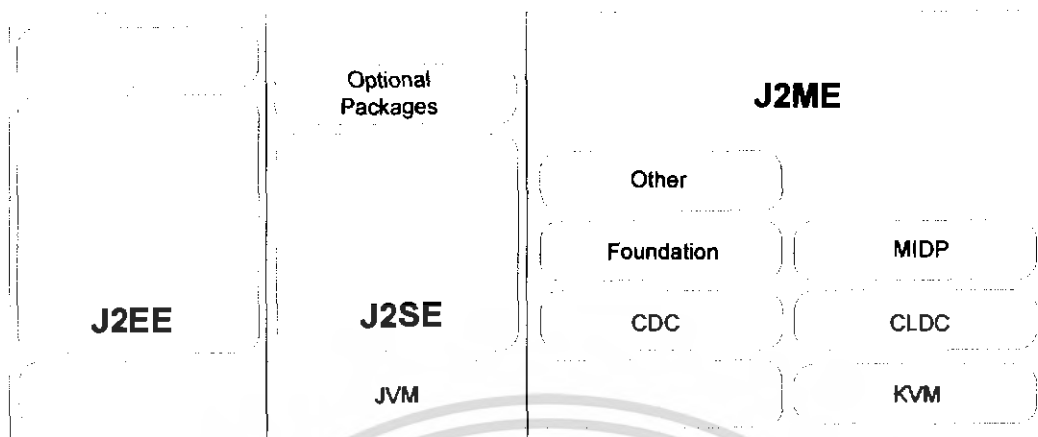 Optional
Packages
J2ME
Other
Foundation
MIDP
J2EE
J2SE
CDC
CLDC
JVM
KVM